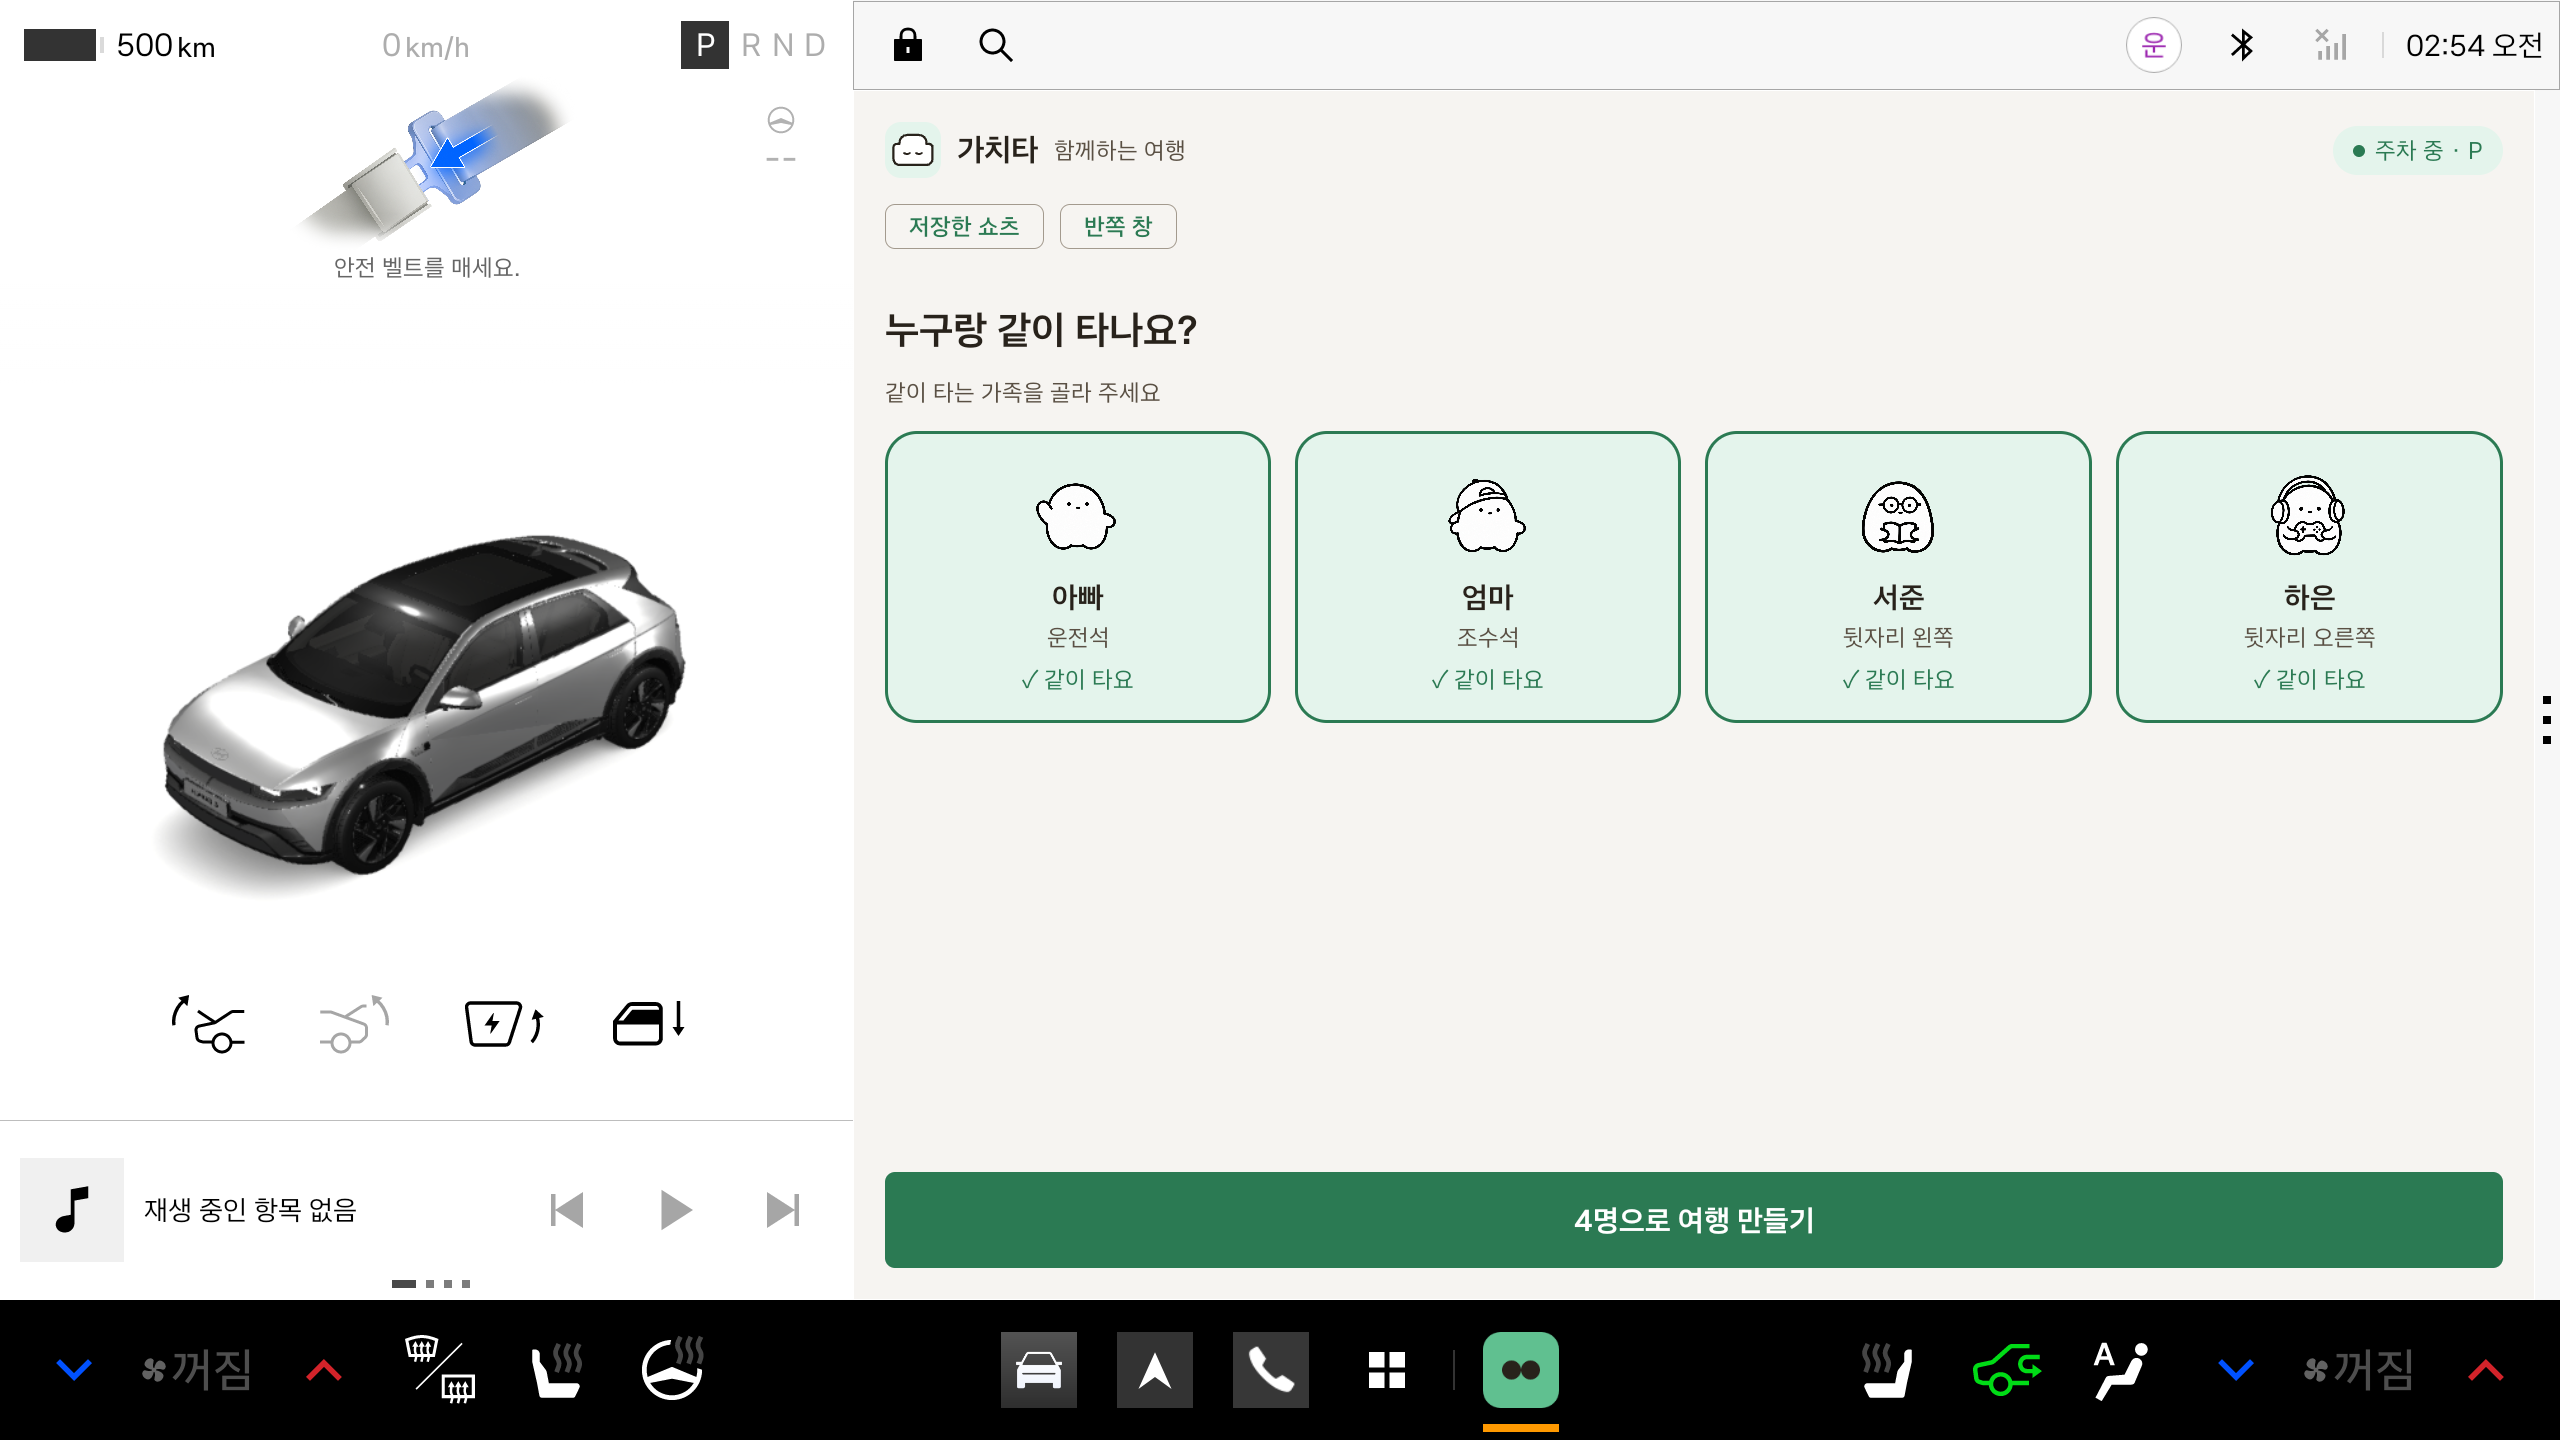 500 km
0 km/h
P R N D
안전 벨트를 매세요.
재생 중인 항목 없음
운
02:54 오전
가치타 함께하는 여행
주차 중 · P
저장한 쇼츠
반쪽 창
누구랑 같이 타나요?
같이 타는 가족을 골라 주세요
아빠
운전석
✓ 같이 타요
엄마
조수석
✓ 같이 타요
서준
뒷자리 왼쪽
✓ 같이 타요
하은
뒷자리 오른쪽
✓ 같이 타요
4명으로 여행 만들기
꺼짐
A
꺼짐